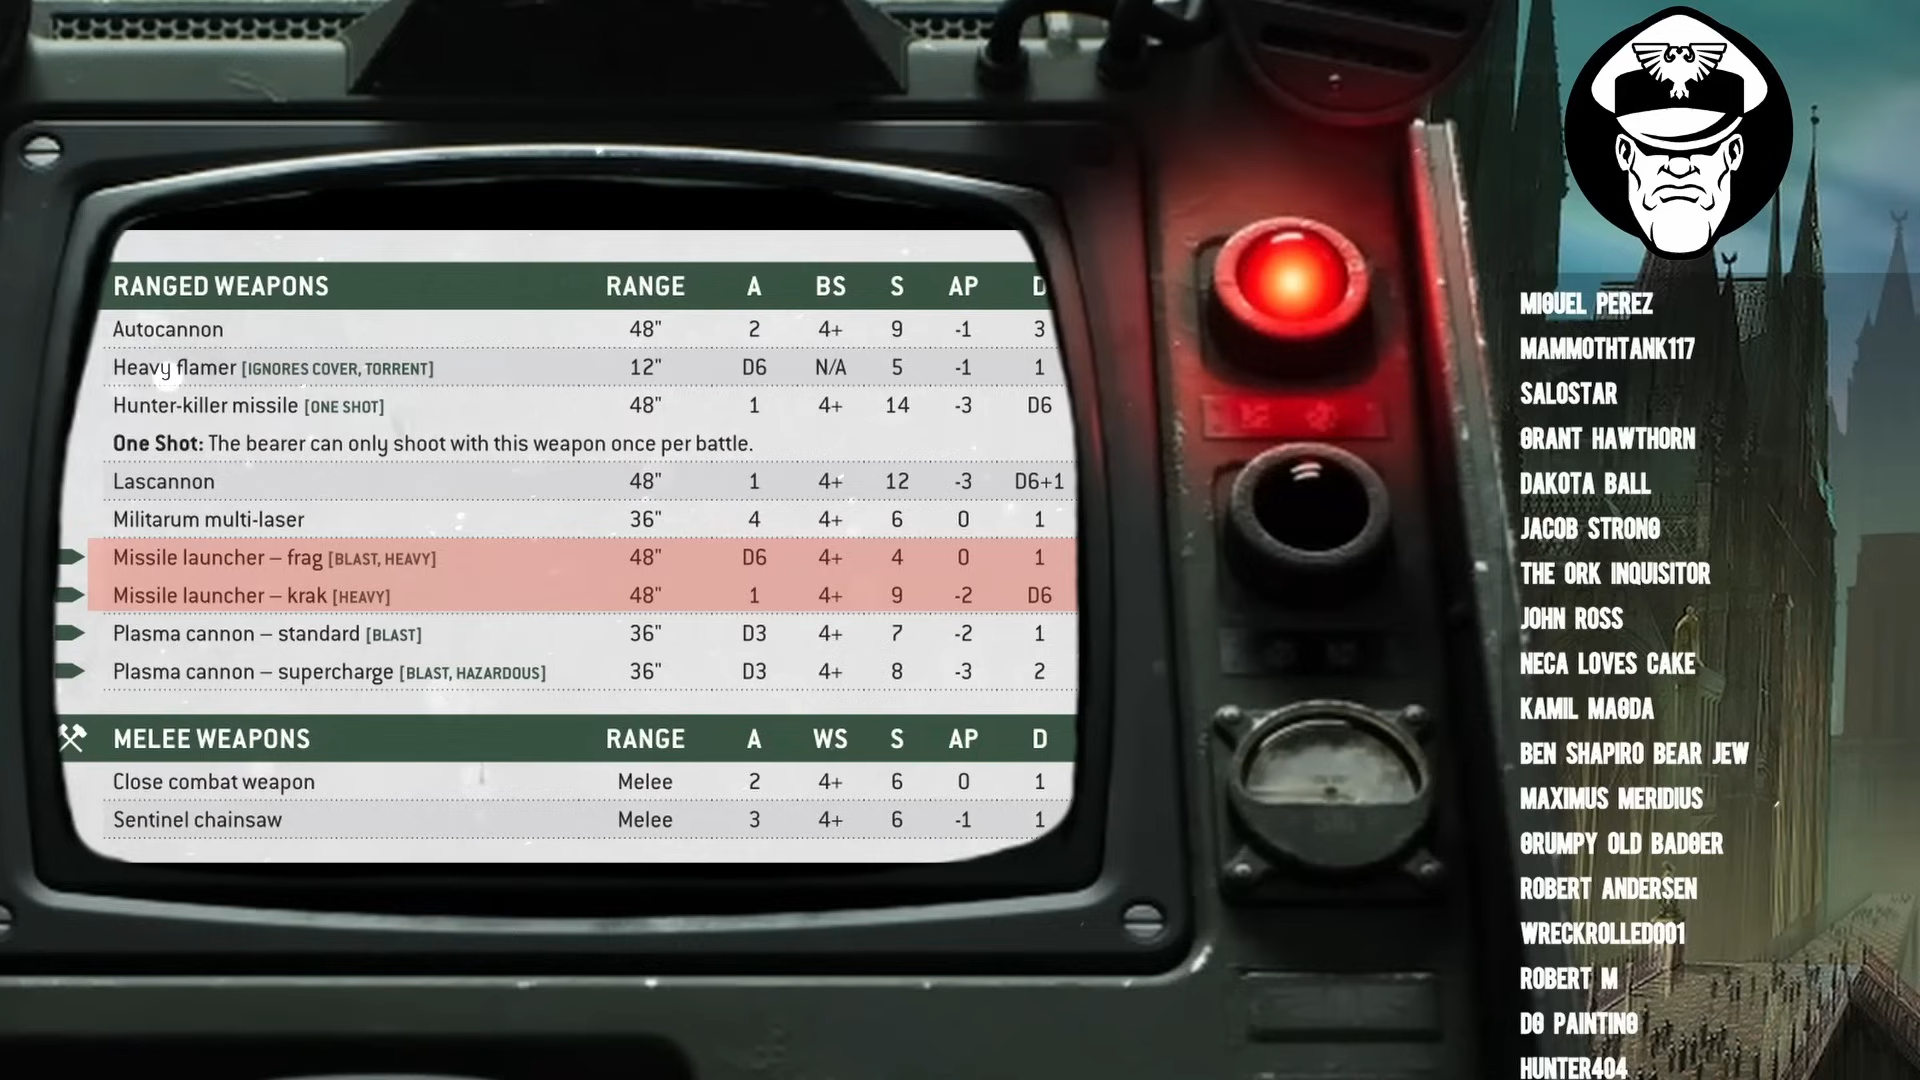 RANGED WEAPONS RANGE A BS S AP D
Autocannon 48" 2 4+ 9 -1 3
Heavy flamer [IGNORES COVER, TORRENT] 12" D6 N/A 5 -1 1
Hunter-killer missile [ONE SHOT] 48" 1 4+ 14 -3 D6
One Shot: The bearer can only shoot with this weapon once per battle.
Lascannon 48" 1 4+ 12 -3 D6+1
Militarum multi-laser 36" 4 4+ 6 0 1
Missile launcher – frag [BLAST, HEAVY] 48" D6 4+ 4 0 1
Missile launcher – krak [HEAVY] 48" 1 4+ 9 -2 D6
Plasma cannon – standard [BLAST] 36" D3 4+ 7 -2 1
Plasma cannon – supercharge [BLAST, HAZARDOUS] 36" D3 4+ 8 -3 2
MELEE WEAPONS RANGE A WS S AP D
Close combat weapon Melee 2 4+ 6 0 1
Sentinel chainsaw Melee 3 4+ 6 -1 1
MIGUEL PEREZ
MAMMOTHTANK117
SALOSTAR
GRANT HAWTHORN
DAKOTA BALL
JACOB STRONG
THE ORK INQUISITOR
JOHN ROSS
NECA LOVES CAKE
KAMIL MAGDA
BEN SHAPIRO BEAR JEW
MAXIMUS MERIDIUS
GRUMPY OLD BADGER
ROBERT ANDERSEN
WRECKROLLED001
ROBERT M
DG PAINTING
HUNTER404